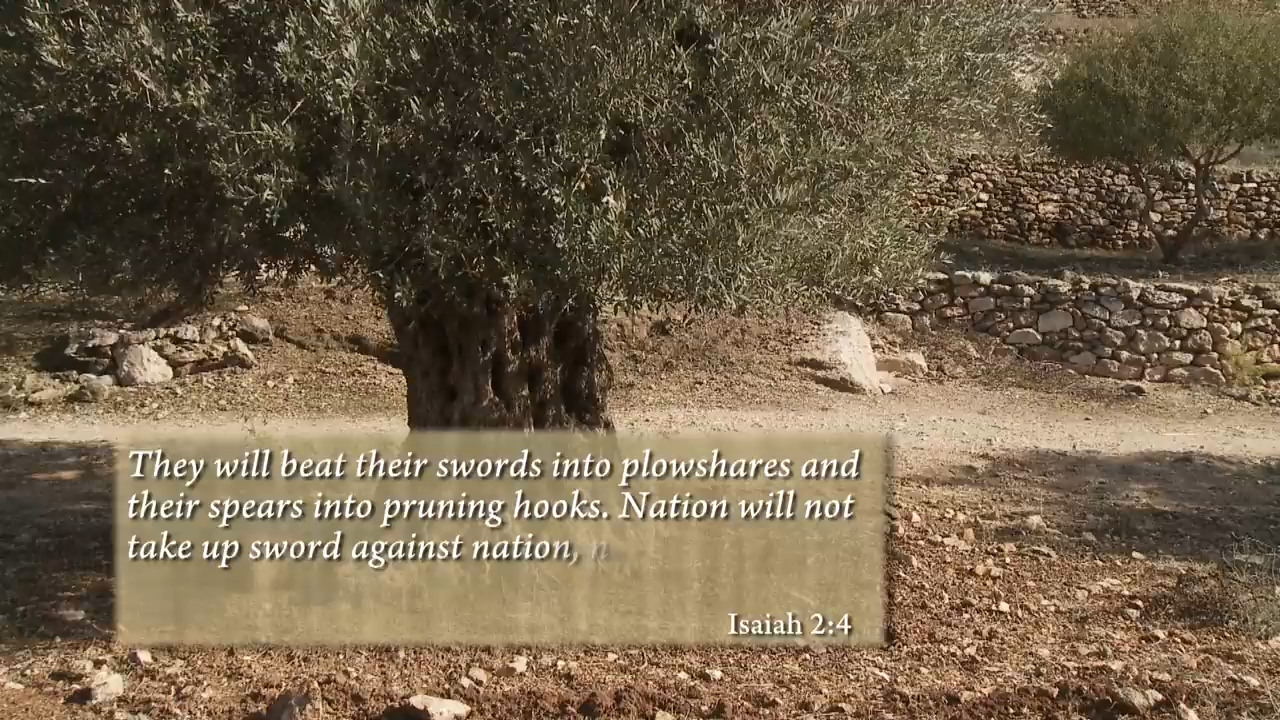 They will beat their swords into plowshares and
their spears into pruning hooks. Nation will not
take up sword against nation, n
Isaiah 2:4